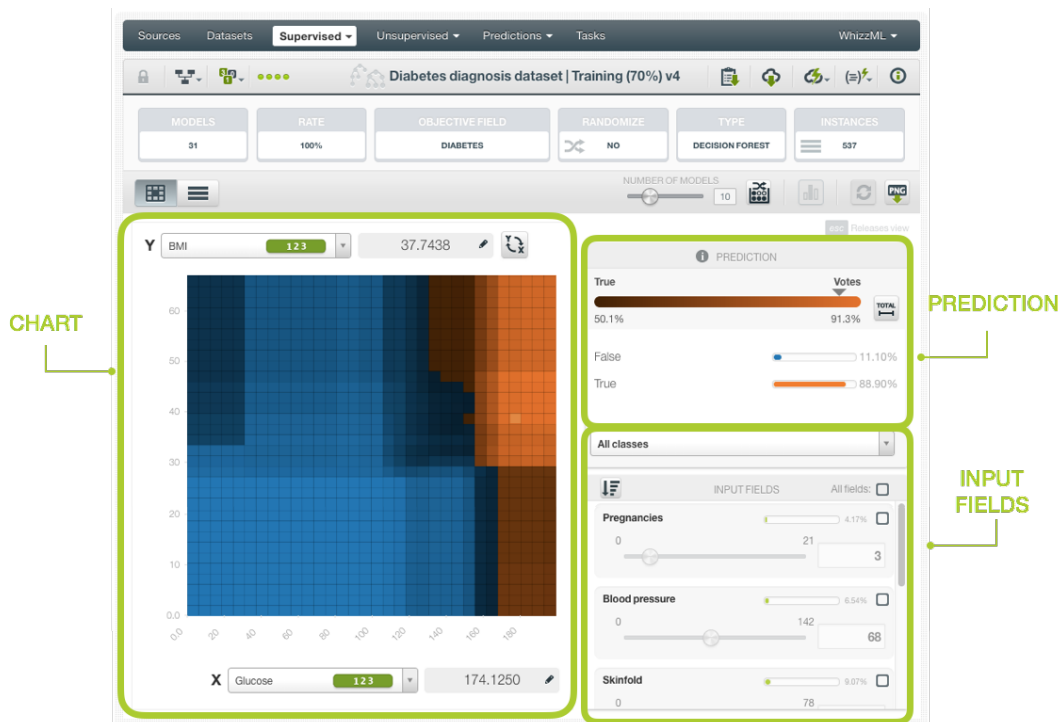 Sources Datasets Supervised Unsupervised Predictions Tasks WhizzML
Diabetes diagnosis dataset | Training (70%) v4
MODELS RATE OBJECTIVE FIELD RANDOMIZE TYPE INSTANCES
31 100% DIABETES NO DECISION FOREST 537
NUMBER OF MODELS
10 PNG
esc Releases view
Y BMI 123 37.7438
Y X
60
50
40
30
20
10
0.0
0.0 20 40 60 80 100 120 140 160 180
X Glucose 123 174.1250
CHART
PREDICTION
True Votes
TOTAL
50.1% 91.3%
False 11.10%
True 88.90%
PREDICTION
All classes
INPUT FIELDS All fields:
Pregnancies 4.17%
0 21
3
Blood pressure 6.54%
0 142
68
Skinfold 9.07%
0 78
INPUT
FIELDS